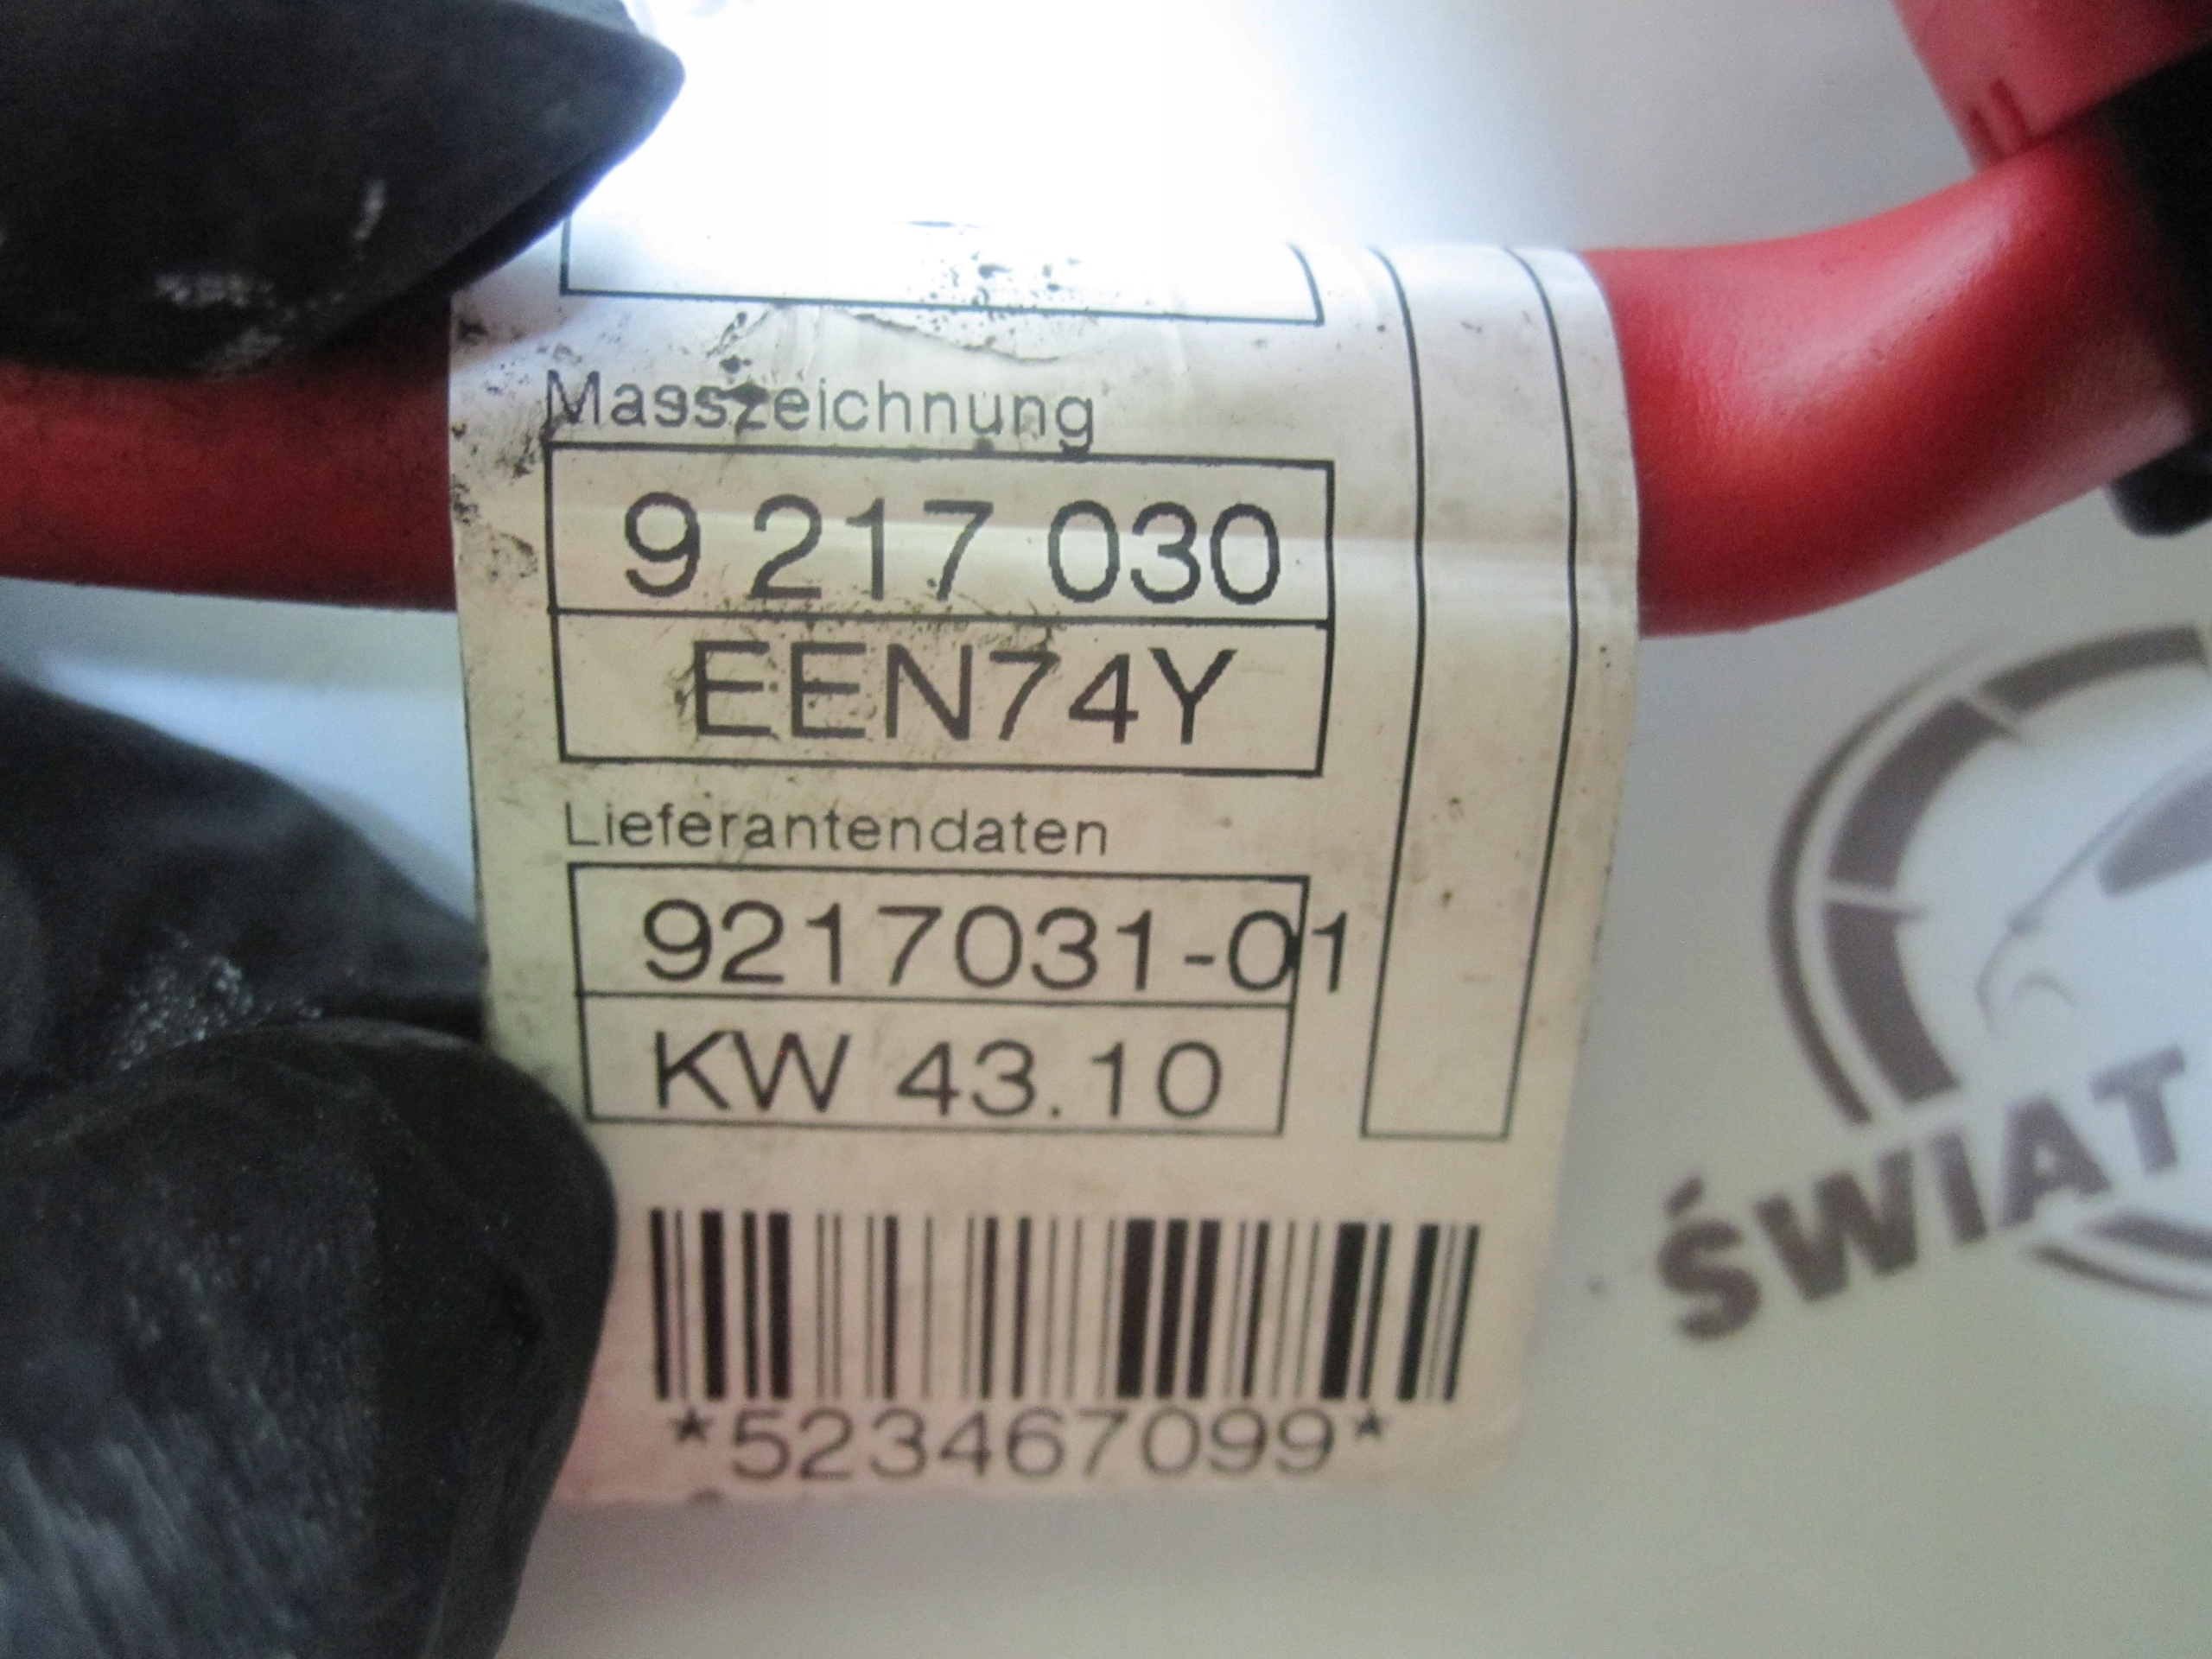 Masszeichnung
9 217 030
EEN74Y
Lieferantendaten
9217031-01
KW 43.10
*523467099*
ŚWIAT